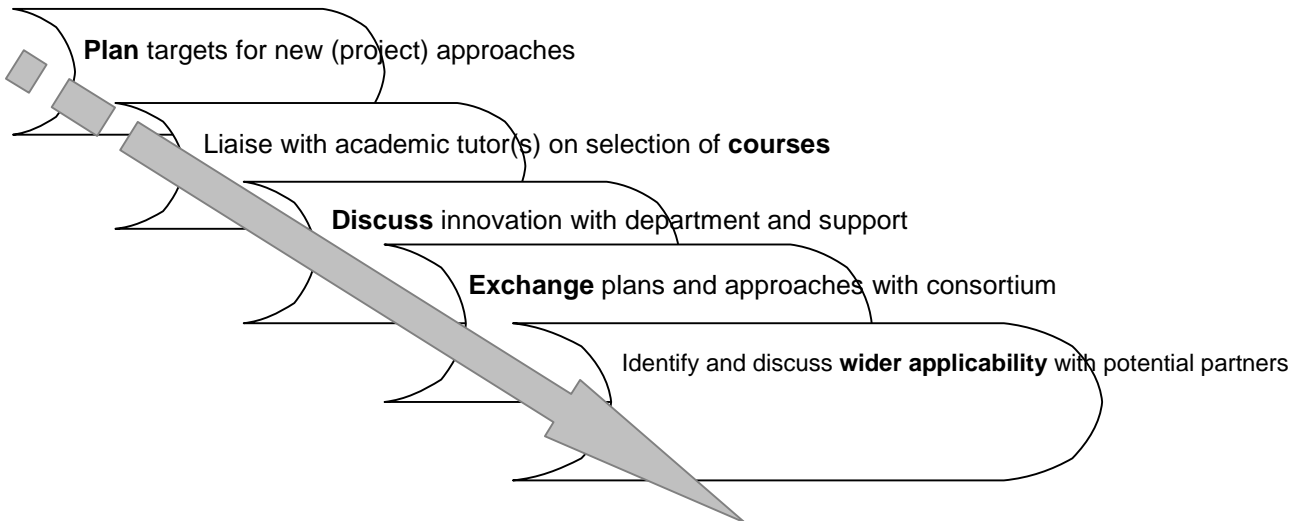 Plan targets for new (project) approaches
Liaise with academic tutor(s) on selection of courses
Discuss innovation with department and support
Exchange plans and approaches with consortium
Identify and discuss wider applicability with potential partners